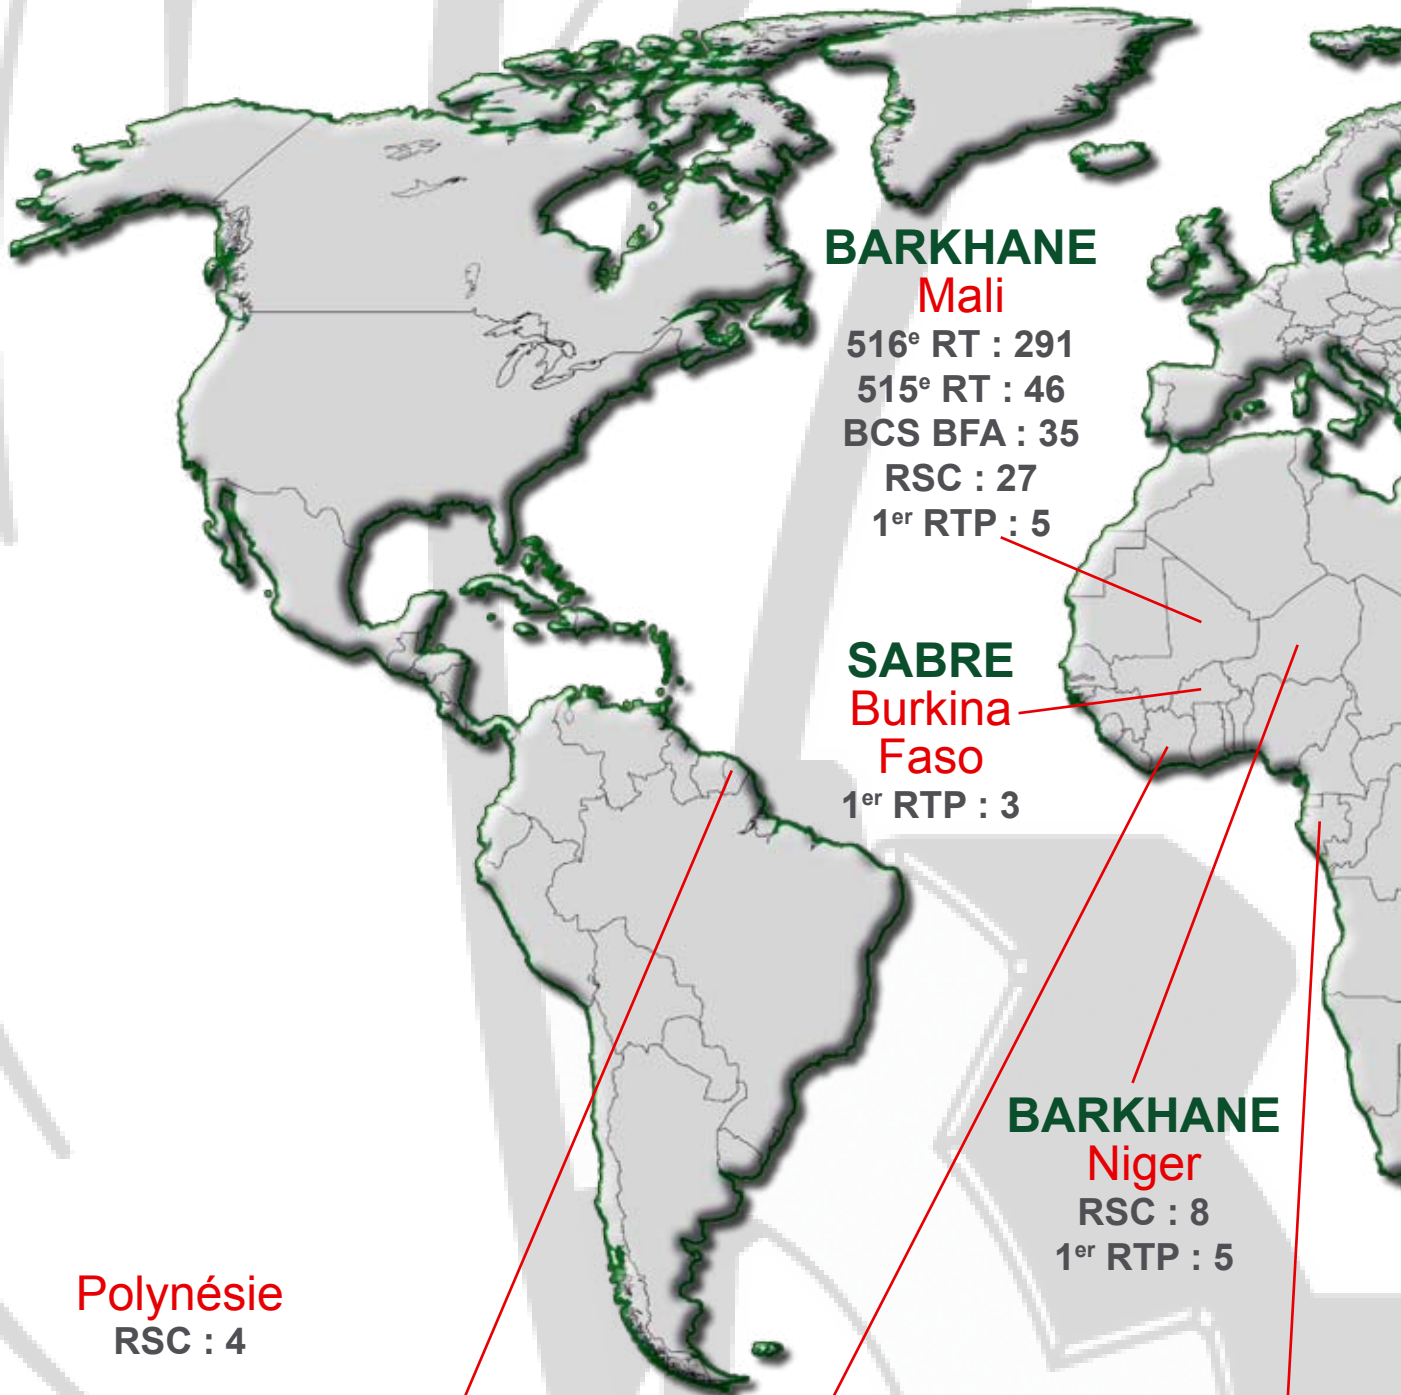 BARKHANE
Mali
516e RT : 291
515e RT : 46
BCS BFA : 35
RSC : 27
1er RTP : 5
SABRE
Burkina
Faso
1er RTP : 3
BARKHANE
Niger
RSC : 8
1er RTP : 5
Polynésie
RSC : 4